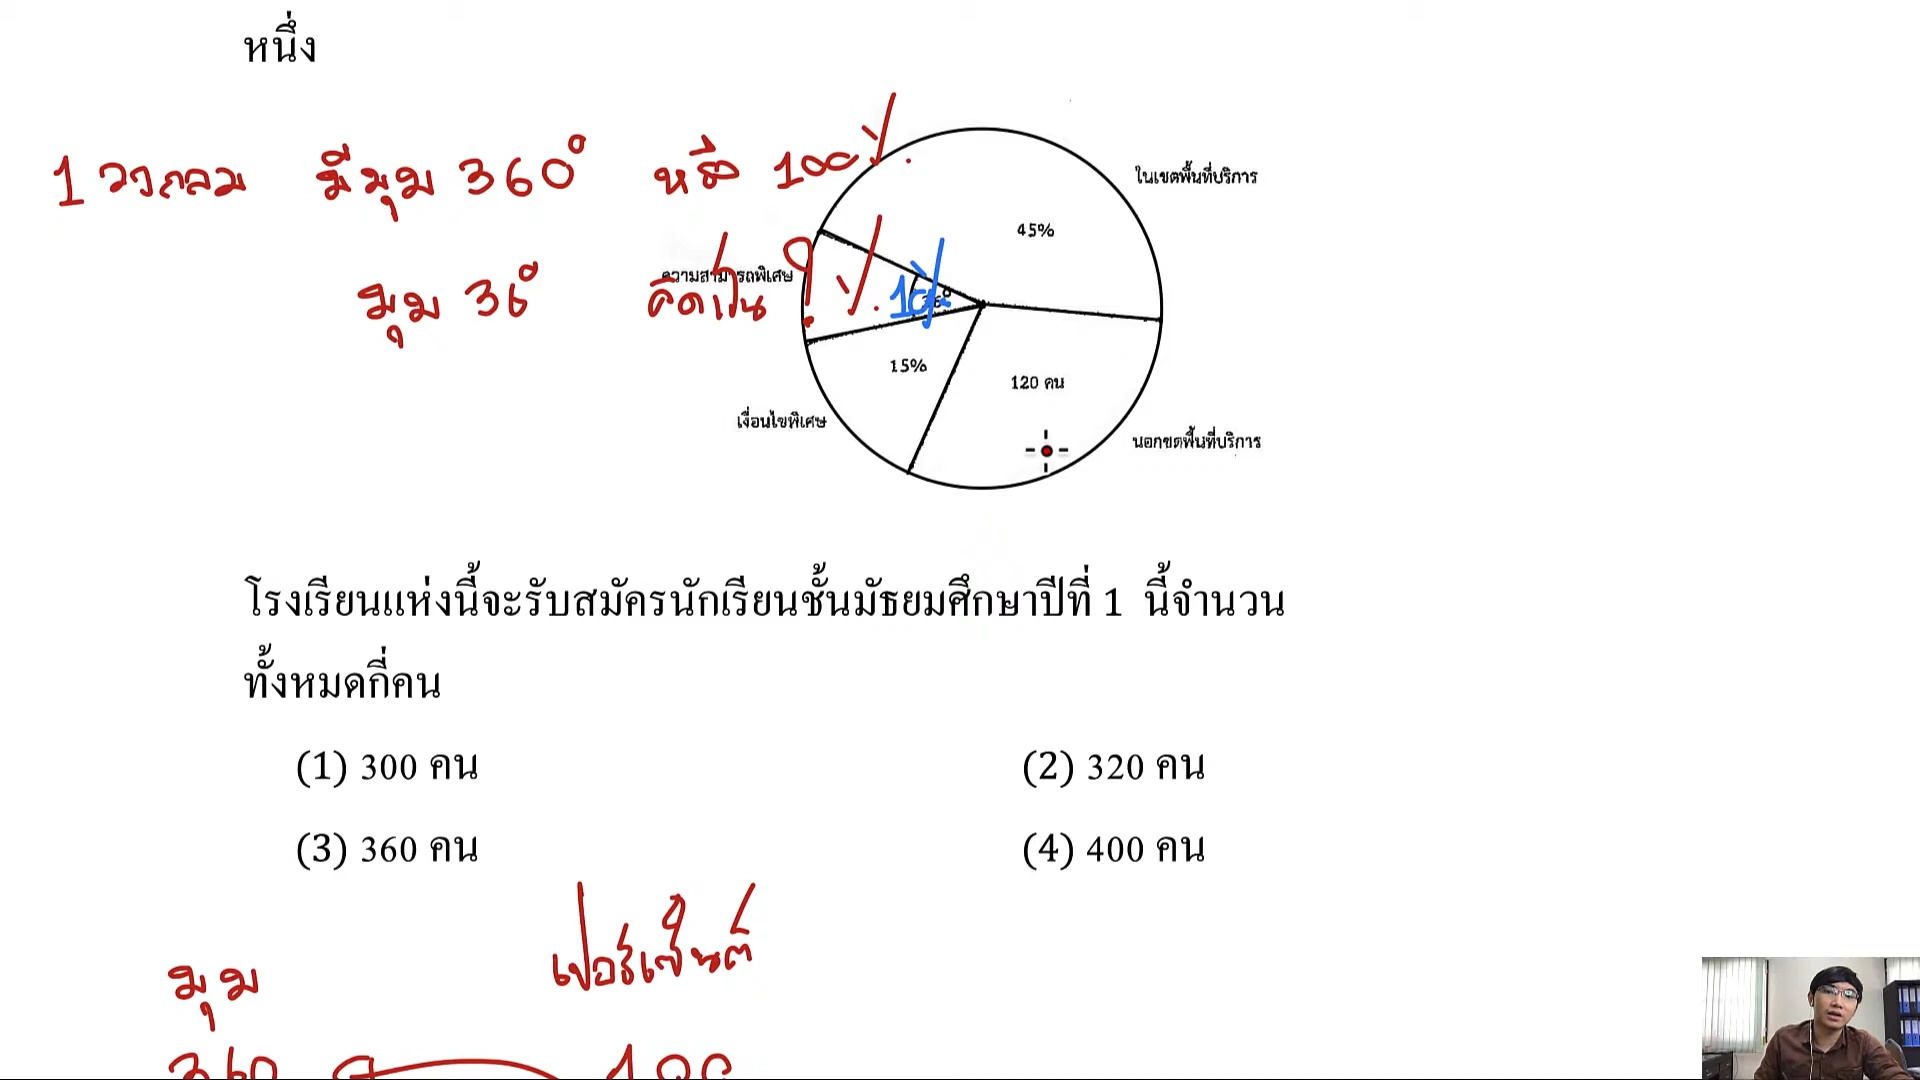 หนึ่ง
1 วงกลม มีมุม 360° หรือ 100%.
ในเขตพื้นที่บริการ
45%
ความสามารถพิเศษ
มุม 36° คิดเป็น ? %. 10%
36°
15%
120 คน
เงื่อนไขพิเศษ
นอกขตพื้นที่บริการ
โรงเรียนแห่งนี้จะรับสมัครนักเรียนชั้นมัธยมศึกษาปีที่ 1 นี้จำนวน
ทั้งหมดกี่คน
(1) 300 คน (2) 320 คน
(3) 360 คน (4) 400 คน
มุม เปอร์เซ็นต์
360 100